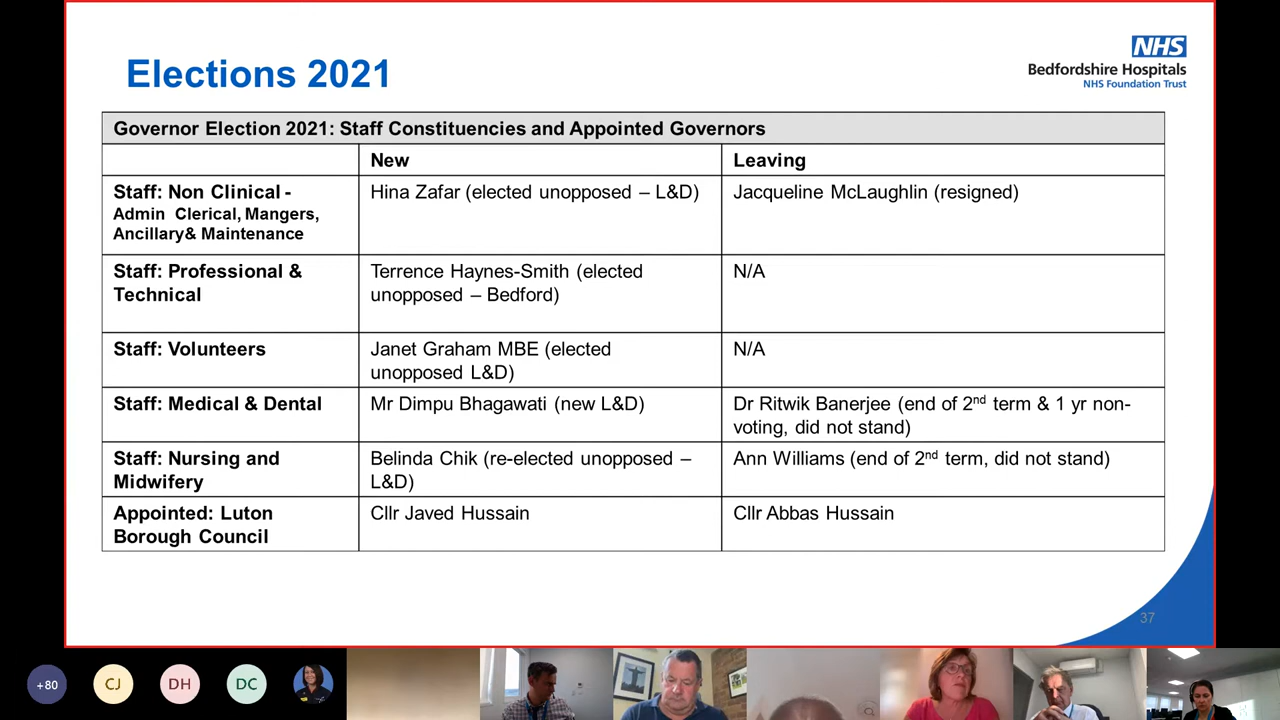 NHS
Elections 2021
Bedfordshire Hospitals
NHS Foundation Trust
Governor Election 2021: Staff Constituencies and Appointed Governors
New
Leaving
Staff: Non Clinical -
Admin Clerical, Mangers,
Ancillary& Maintenance
Hina Zafar (elected unopposed – L&D)
Jacqueline McLaughlin (resigned)
Staff: Professional &
Technical
Terrence Haynes-Smith (elected
unopposed – Bedford)
N/A
Staff: Volunteers
Janet Graham MBE (elected
unopposed L&D)
N/A
Staff: Medical & Dental
Mr Dimpu Bhagawati (new L&D)
Dr Ritwik Banerjee (end of 2nd term & 1 yr non-
voting, did not stand)
Staff: Nursing and
Midwifery
Belinda Chik (re-elected unopposed –
L&D)
Ann Williams (end of 2nd term, did not stand)
Appointed: Luton
Borough Council
Cllr Javed Hussain
Cllr Abbas Hussain
37
+80
CJ
DH
DC